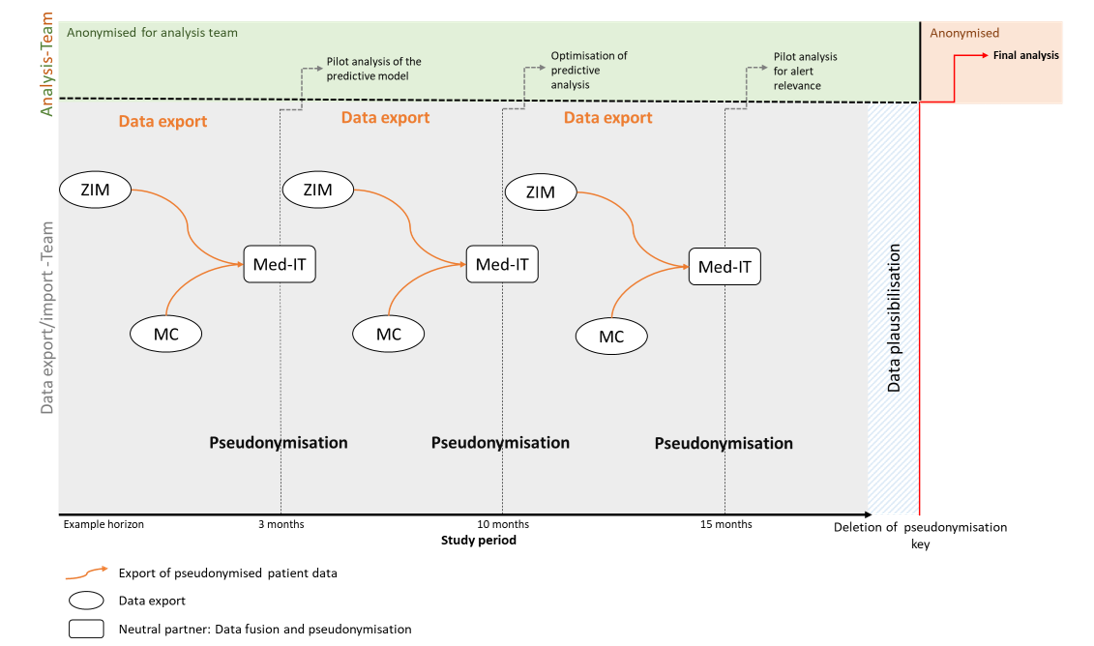 Analysis-Team
Anonymised for analysis team
Anonymised
Pilot analysis of the
predictive model
Optimisation of
predictive
analysis
Pilot analysis
for alert
relevance
Final analysis
Data export/import -Team
Data export
Data export
Data export
ZIM
ZIM
ZIM
Med-IT
Med-IT
Med-IT
MC
MC
MC
Data plausibilisation
Pseudonymisation
Pseudonymisation
Pseudonymisation
Example horizon
3 months
10 months
15 months
Study period
Deletion of pseudonymisation
key
Export of pseudonymised patient data
Data export
Neutral partner: Data fusion and pseudonymisation